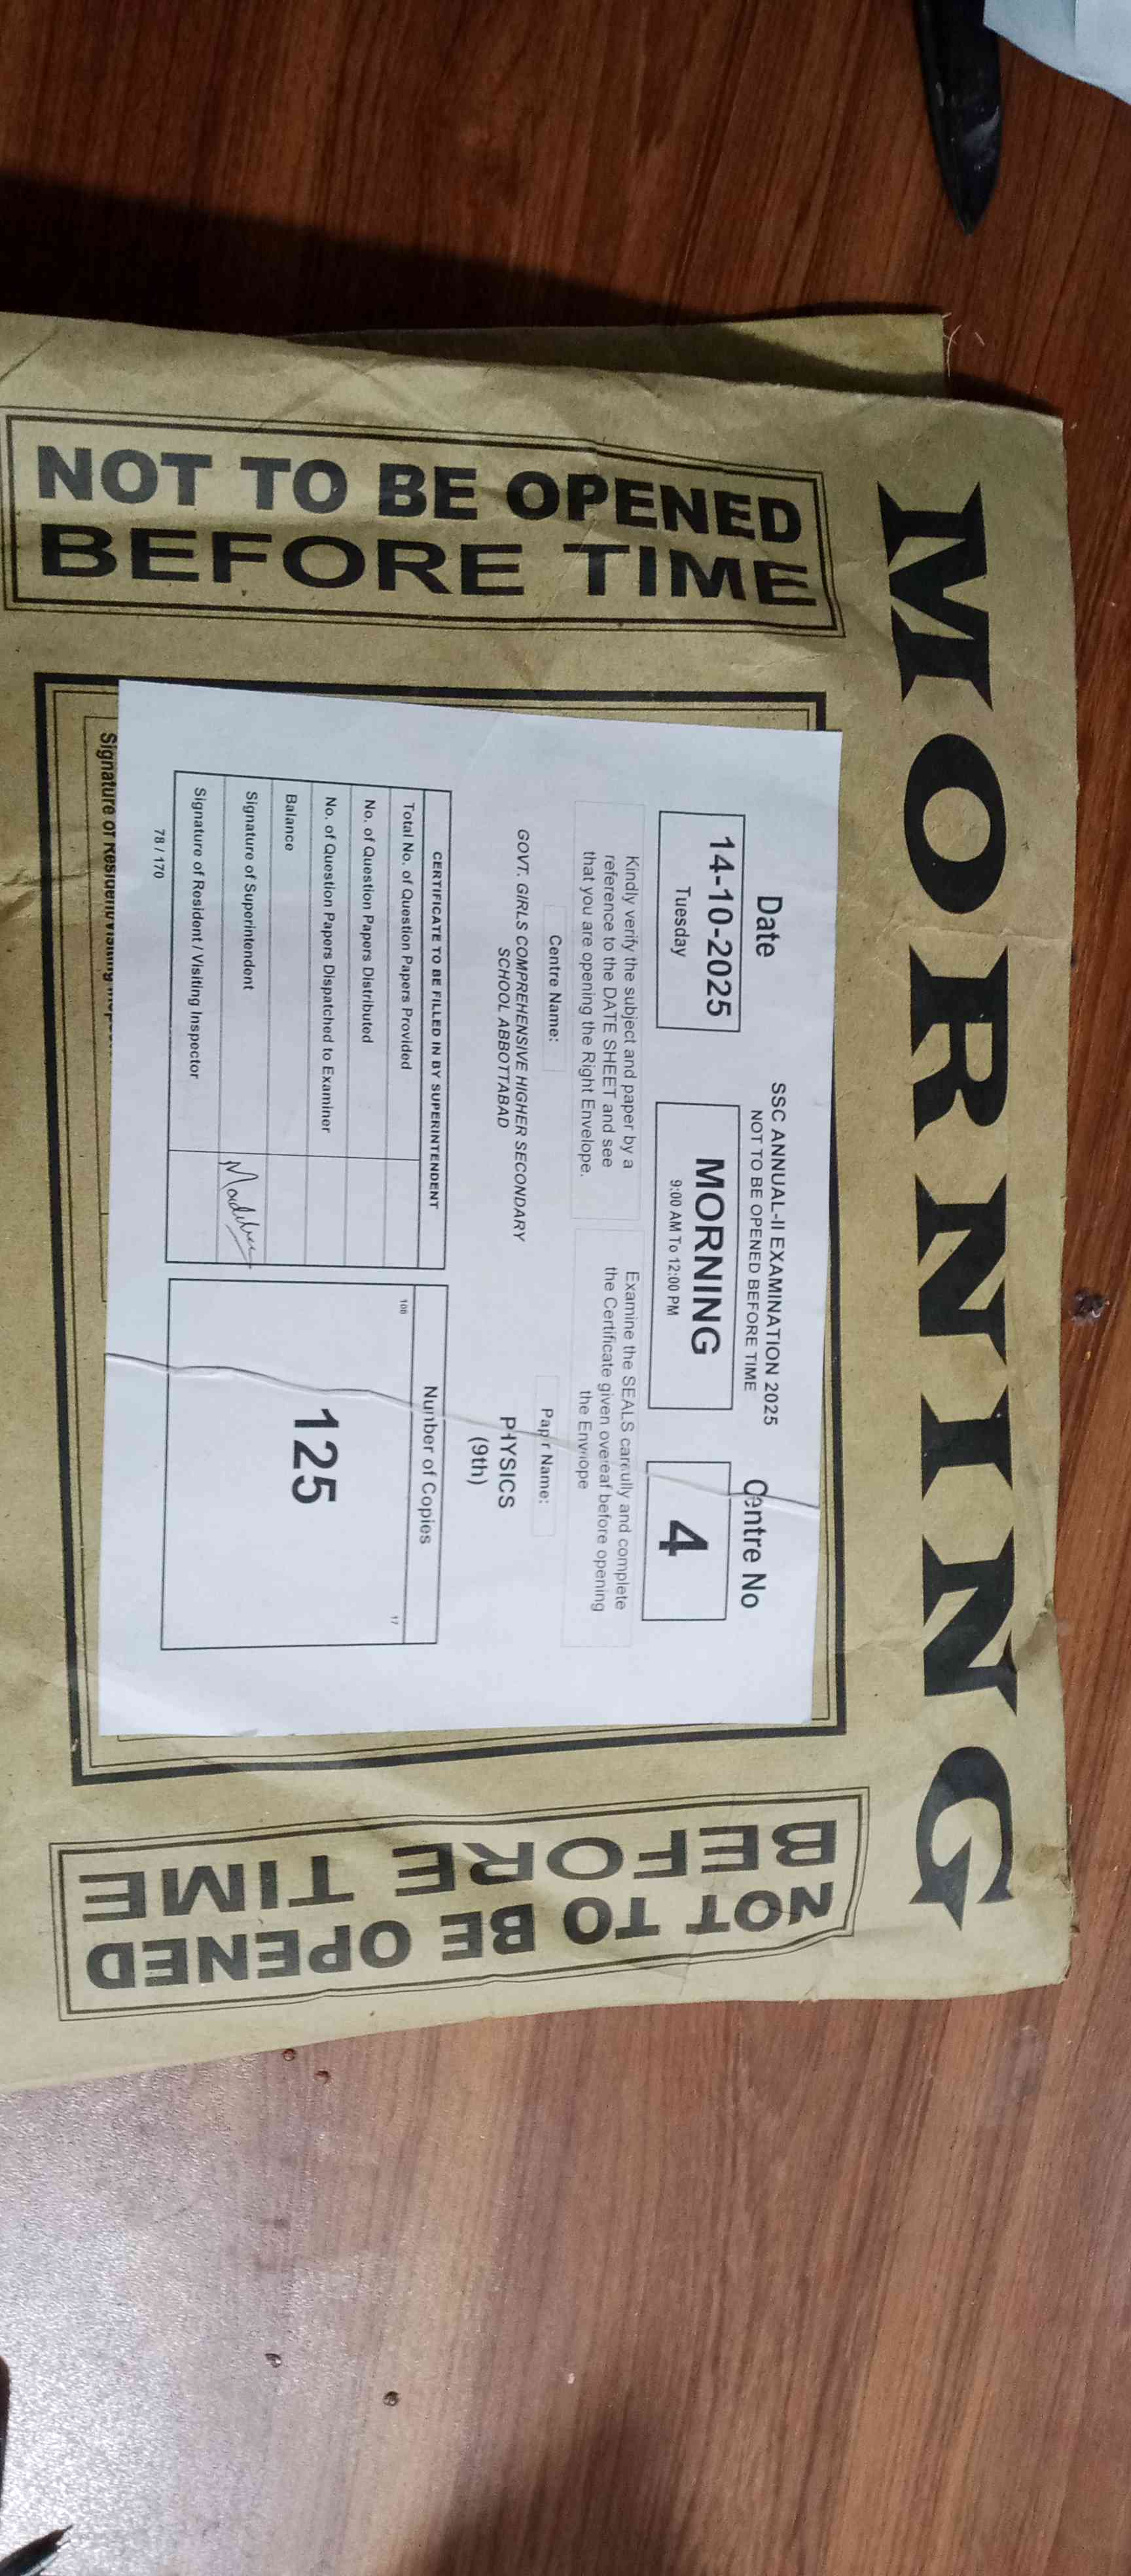 MORNING
NOT TO BE OPENED
BEFORE TIME
SSC ANNUAL-II EXAMINATION 2025
NOT TO BE OPENED BEFORE TIME
Date
14-10-2025
Tuesday
MORNING
9:00 AM To 12:00 PM
Centre No
4
Kindly verify the subject and paper by a
reference to the DATE SHEET and see
that you are opening the Right Envelope.
Examine the SEALS carefully and complete
the Certificate given overleaf before opening
the Envelope
Centre Name:
GOVT. GIRLS COMPREHENSIVE HIGHER SECONDARY
SCHOOL ABBOTTABAD
Paper Name:
PHYSICS
(9th)
CERTIFICATE TO BE FILLED IN BY SUPERINTENDENT
Total No. of Question Papers Provided
No. of Question Papers Distributed
No. of Question Papers Dispatched to Examiner
Balance
Signature of Superintendent
Signature of Resident / Visiting Inspector
78 / 170
Number of Copies
108
17
125
Signature of Resident/Visiting
NOT TO BE OPENED
BEFORE TIME